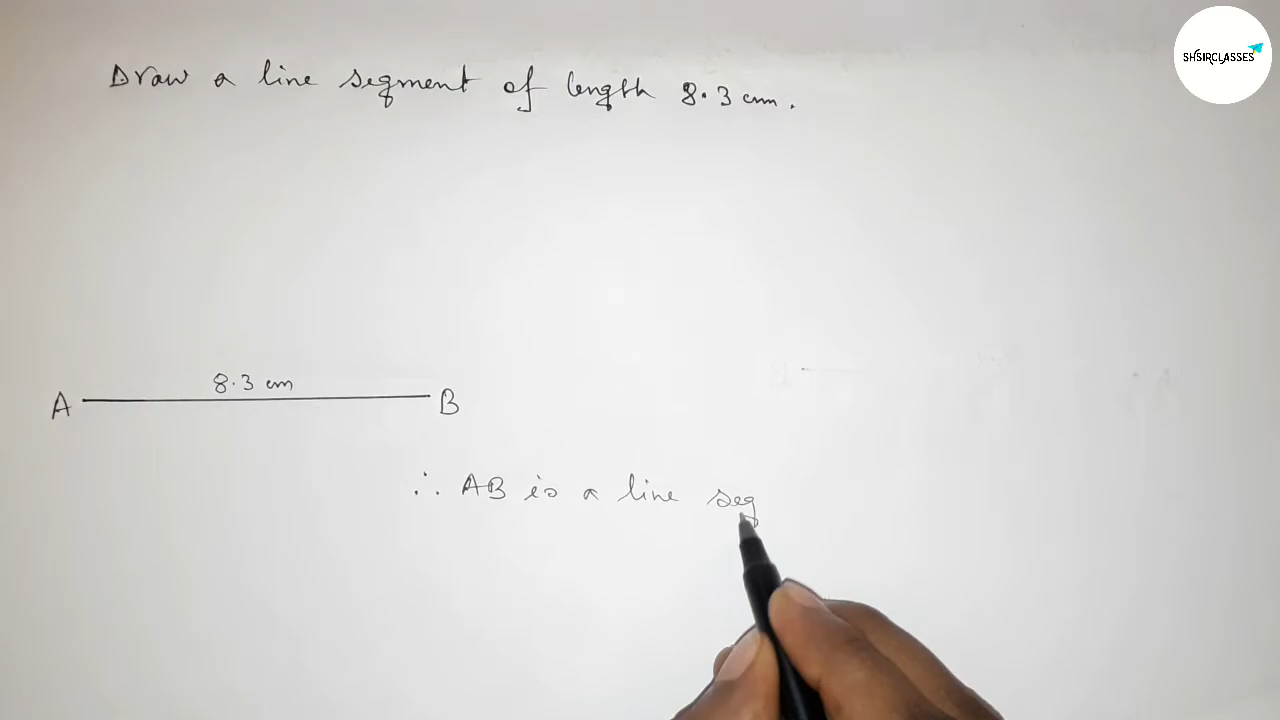 Draw a line segment of length 8.3 cm.
SHSIRCLASSES
8.3 cm
A B
∴ AB is a line seg